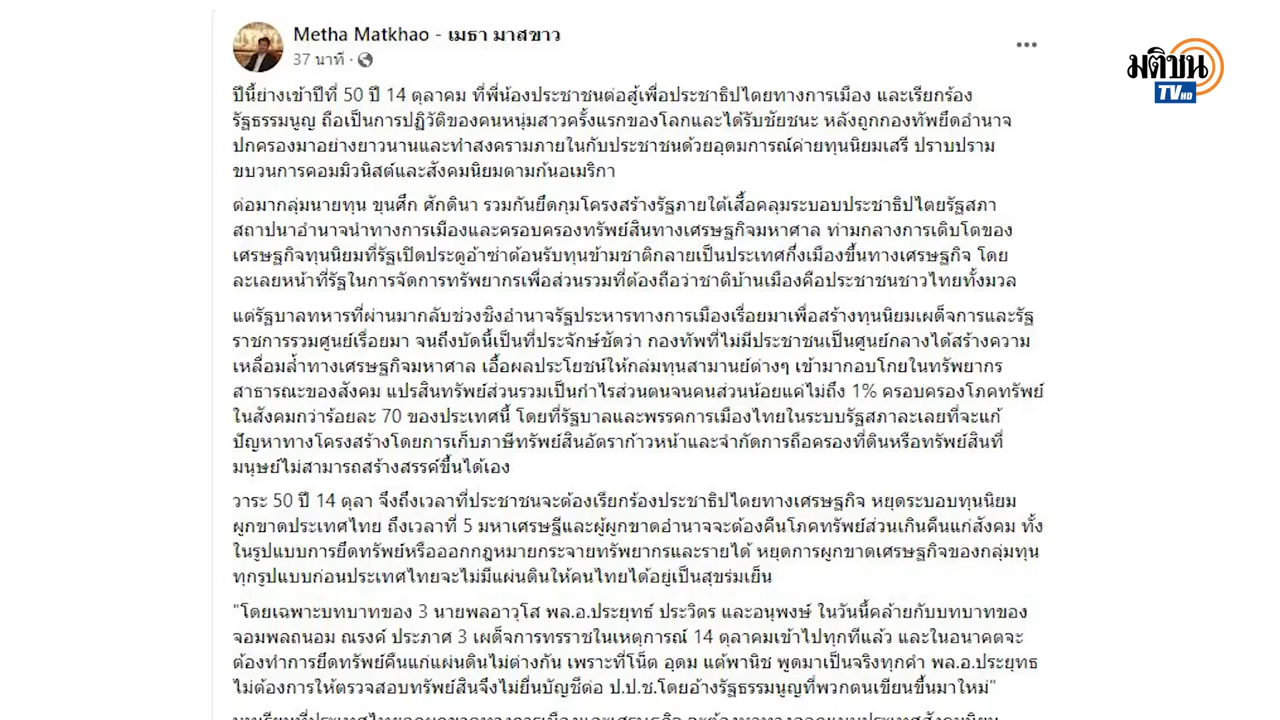 Metha Matkhao - เมธา มาสขาว
37 นาที ·
มติชน
TV HD
ปีนี้ย่างเข้าปีที่ 50 ปี 14 ตุลาคม ที่พี่น้องประชาชนต่อสู้เพื่อประชาธิปไตยทางการเมือง และเรียกร้อง
รัฐธรรมนูญ ถือเป็นการปฏิวัติของคนหนุ่มสาวครั้งแรกของโลกและได้รับชัยชนะ หลังถูกกองทัพยึดอำนาจ
ปกครองมาอย่างยาวนานและทำสงครามภายในกับประชาชนด้วยอุดมการณ์ค่ายทุนนิยมเสรี ปราบปราม
ขบวนการคอมมิวนิสต์และสังคมนิยมตามก้นอเมริกา
ต่อมากลุ่มนายทุน ขุนศึก ศักดินา รวมกันยึดกุมโครงสร้างรัฐภายใต้เสื้อคลุมระบอบประชาธิปไตยรัฐสภา
สถาปนาอำนาจนำทางการเมืองและครอบครองทรัพย์สินทางเศรษฐกิจมหาศาล ท่ามกลางการเติบโตของ
เศรษฐกิจทุนนิยมที่รัฐเปิดประตูอ้าซ่าต้อนรับทุนข้ามชาติกลายเป็นประเทศกึ่งเมืองขึ้นทางเศรษฐกิจ โดย
ละเลยหน้าที่รัฐในการจัดการทรัพยากรเพื่อส่วนรวมที่ต้องถือว่าชาติบ้านเมืองคือประชาชนชาวไทยทั้งมวล
แต่รัฐบาลทหารที่ผ่านมากลับช่วงชิงอำนาจรัฐประหารทางการเมืองเรื่อยมาเพื่อสร้างทุนนิยมเผด็จการและรัฐ
ราชการรวมศูนย์เรื่อยมา จนถึงบัดนี้เป็นที่ประจักษ์ชัดว่า กองทัพที่ไม่มีประชาชนเป็นศูนย์กลางได้สร้างความ
เหลื่อมล้ำทางเศรษฐกิจมหาศาล เอื้อผลประโยชน์ให้กลุ่มทุนสามานย์ต่างๆ เข้ามากอบโกยในทรัพยากร
สาธารณะของสังคม แปรสินทรัพย์ส่วนรวมเป็นกำไรส่วนตนจนคนส่วนน้อยแค่ไม่ถึง 1% ครอบครองโภคทรัพย์
ในสังคมกว่าร้อยละ 70 ของประเทศนี้ โดยที่รัฐบาลและพรรคการเมืองไทยในระบบรัฐสภาละเลยที่จะแก้
ปัญหาทางโครงสร้างโดยการเก็บภาษีทรัพย์สินอัตราก้าวหน้าและจำกัดการถือครองที่ดินหรือทรัพย์สินที่
มนุษย์ไม่สามารถสร้างสรรค์ขึ้นได้เอง
วาระ 50 ปี 14 ตุลา จึงถึงเวลาที่ประชาชนจะต้องเรียกร้องประชาธิปไตยทางเศรษฐกิจ หยุดระบอบทุนนิยม
ผูกขาดประเทศไทย ถึงเวลาที่ 5 มหาเศรษฐีและผู้ผูกขาดอำนาจจะต้องคืนโภคทรัพย์ส่วนเกินคืนแก่สังคม ทั้ง
ในรูปแบบการยึดทรัพย์หรือออกกฎหมายกระจายทรัพยากรและรายได้ หยุดการผูกขาดเศรษฐกิจของกลุ่มทุน
ทุกรูปแบบก่อนประเทศไทยจะไม่มีแผ่นดินให้คนไทยได้อยู่เป็นสุขร่มเย็น
"โดยเฉพาะบทบาทของ 3 นายพลอาวุโส พล.อ.ประยุทธ์ ประวิตร และอนุพงษ์ ในวันนี้คล้ายกับบทบาทของ
จอมพลถนอม ณรงค์ ประภาศ 3 เผด็จการทรราชในเหตุการณ์ 14 ตุลาคมเข้าไปทุกทีแล้ว และในอนาคตจะ
ต้องทำการยึดทรัพย์คืนแก่แผ่นดินไม่ต่างกัน เพราะที่โน็ต อุดม แต้พานิช พูดมาเป็นจริงทุกคำ พล.อ.ประยุทธ
ไม่ต้องการให้ตรวจสอบทรัพย์สินจึงไม่ยื่นบัญชีต่อ ป.ป.ช.โดยอ้างรัฐธรรมนูญที่พวกตนเขียนขึ้นมาใหม่"